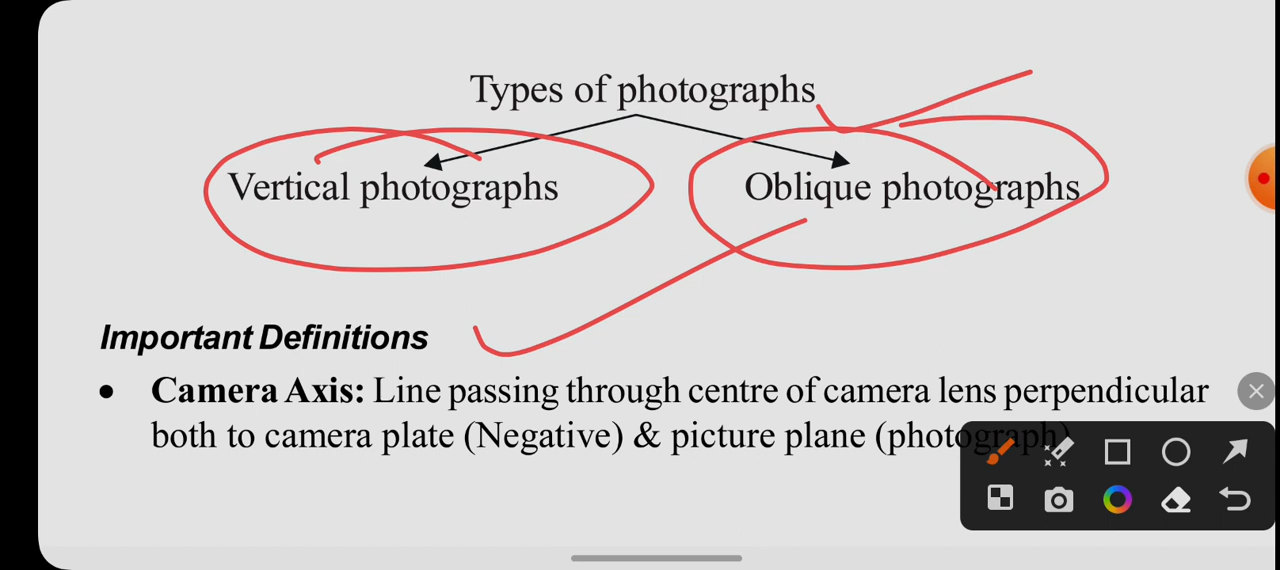 Types of photographs
Vertical photographs Oblique photographs
Important Definitions
• Camera Axis: Line passing through centre of camera lens perpendicular
both to camera plate (Negative) & picture plane (photograph)